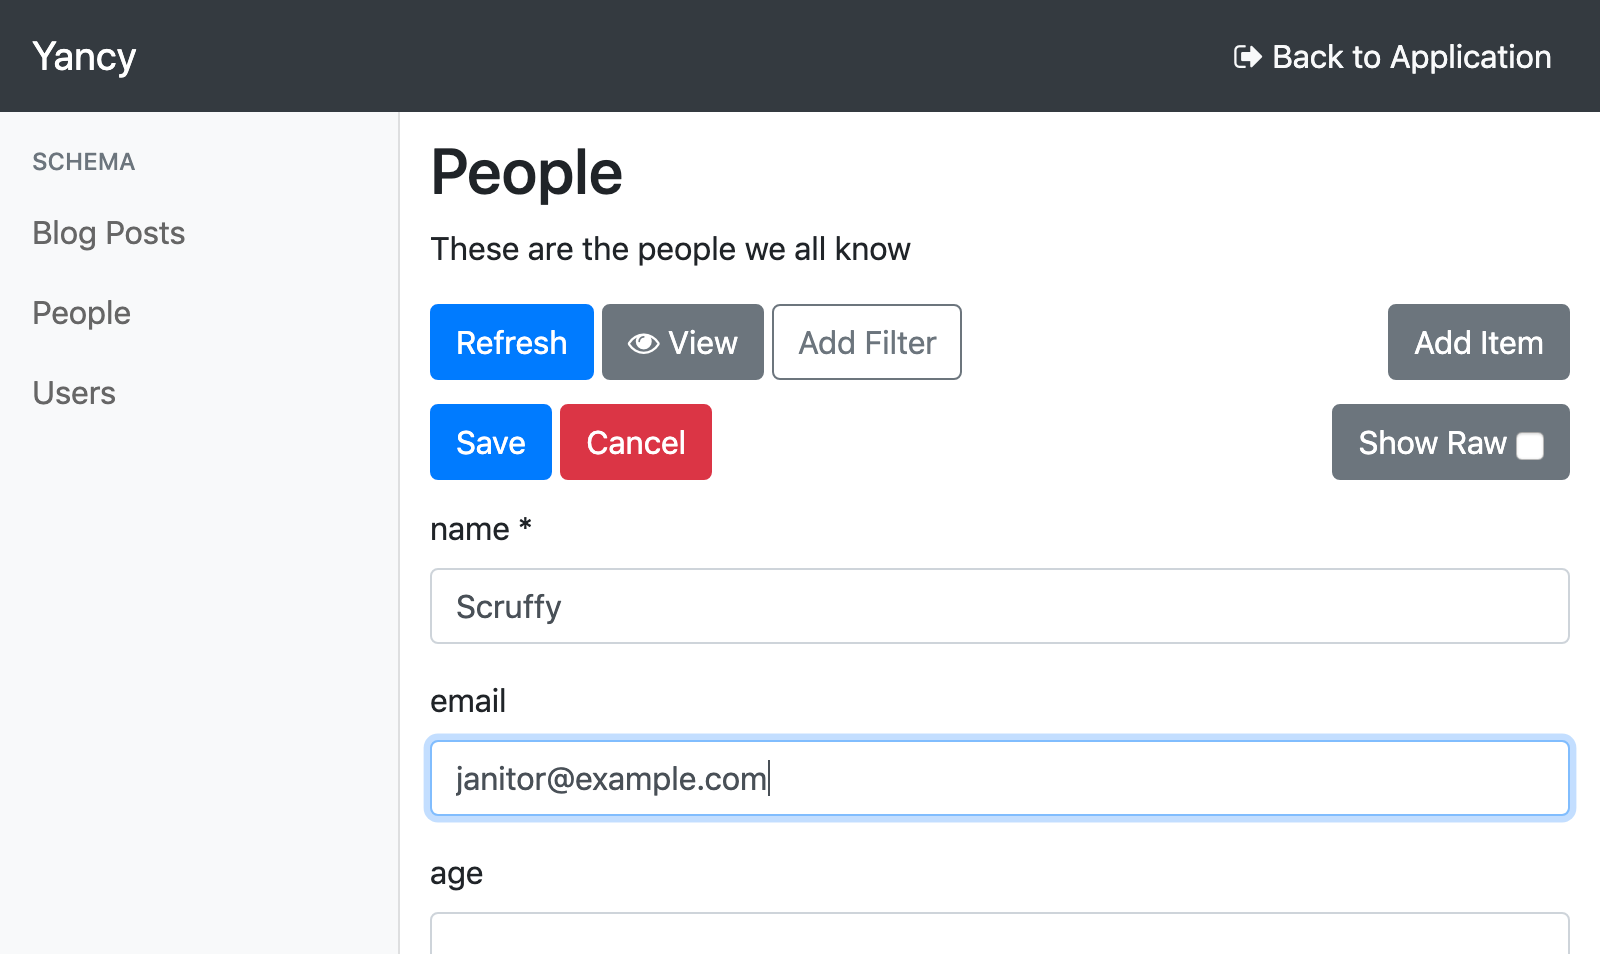 Yancy
Back to Application
SCHEMA
Blog Posts
People
Users
People
These are the people we all know
Refresh
View
Add Filter
Add Item
Save
Cancel
Show Raw
name *
Scruffy
email
janitor@example.com
age